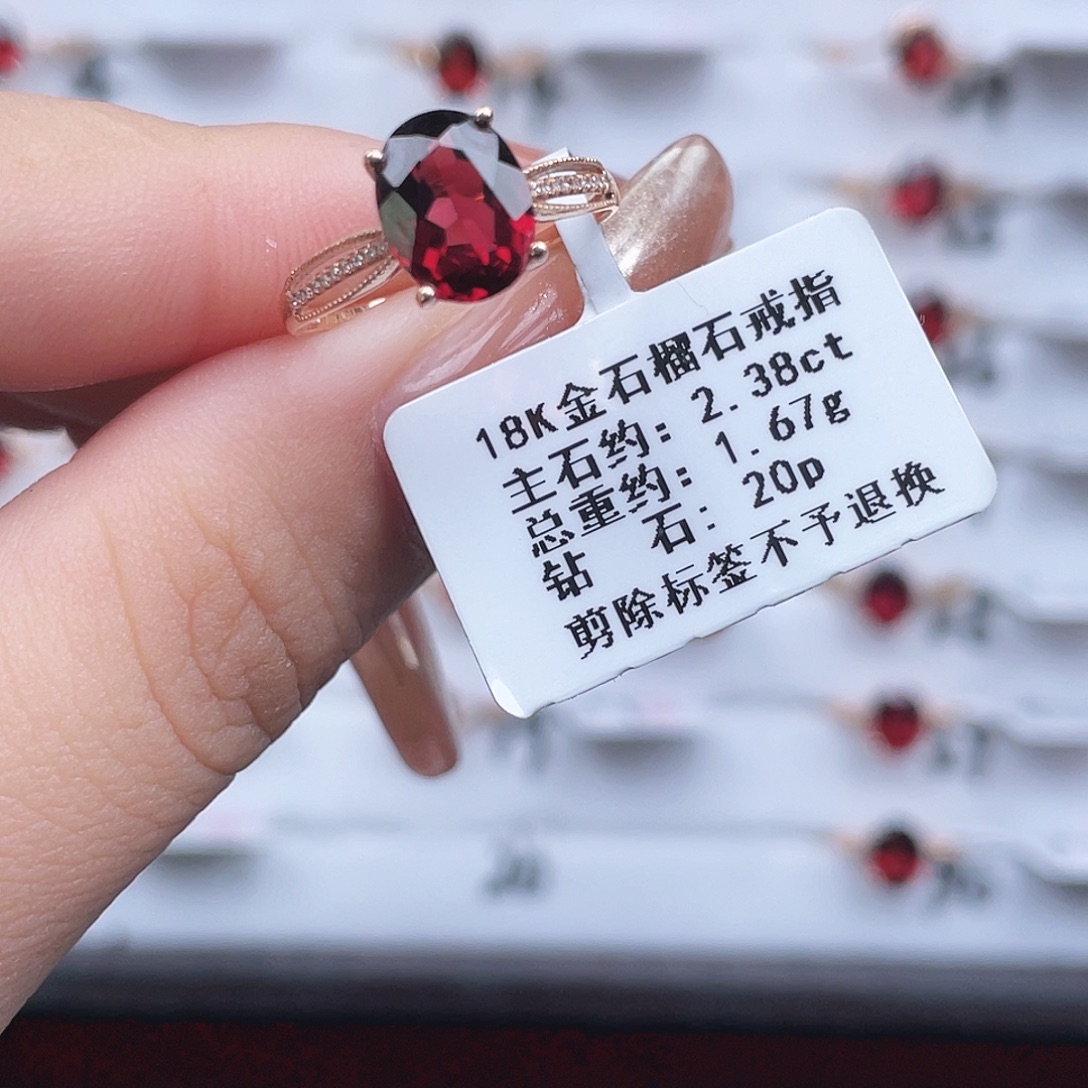 18K金石榴石戒指
主石约: 2.38ct
总重约: 1.67g
钻 石: 20p
剪除标签不予退换